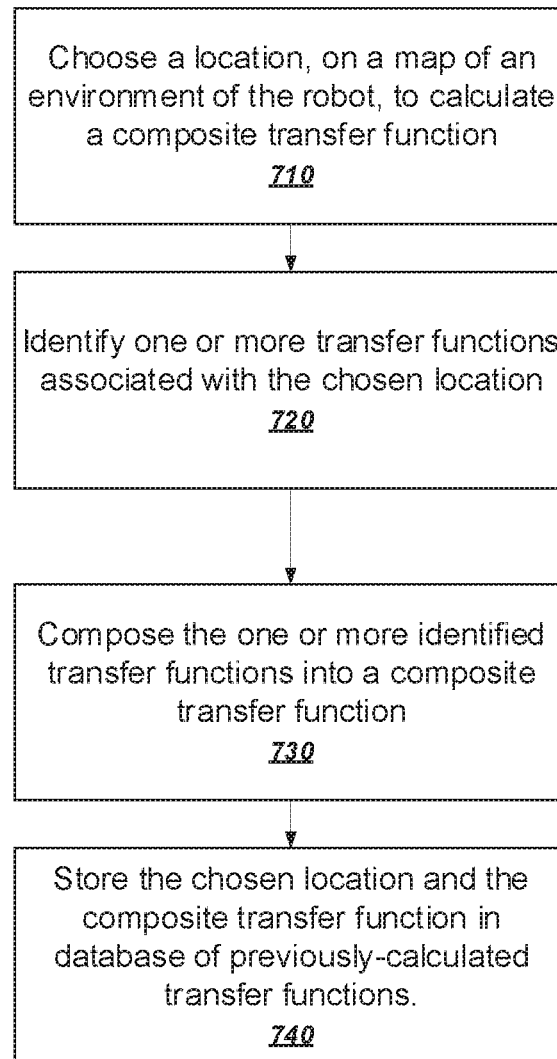 Choose a location, on a map of an
environment of the robot, to calculate
a composite transfer function
710
Identify one or more transfer functions
associated with the chosen location
720
Compose the one or more identified
transfer functions into a composite
transfer function
730
Store the chosen location and the
composite transfer function in
database of previously-calculated
transfer functions.
740